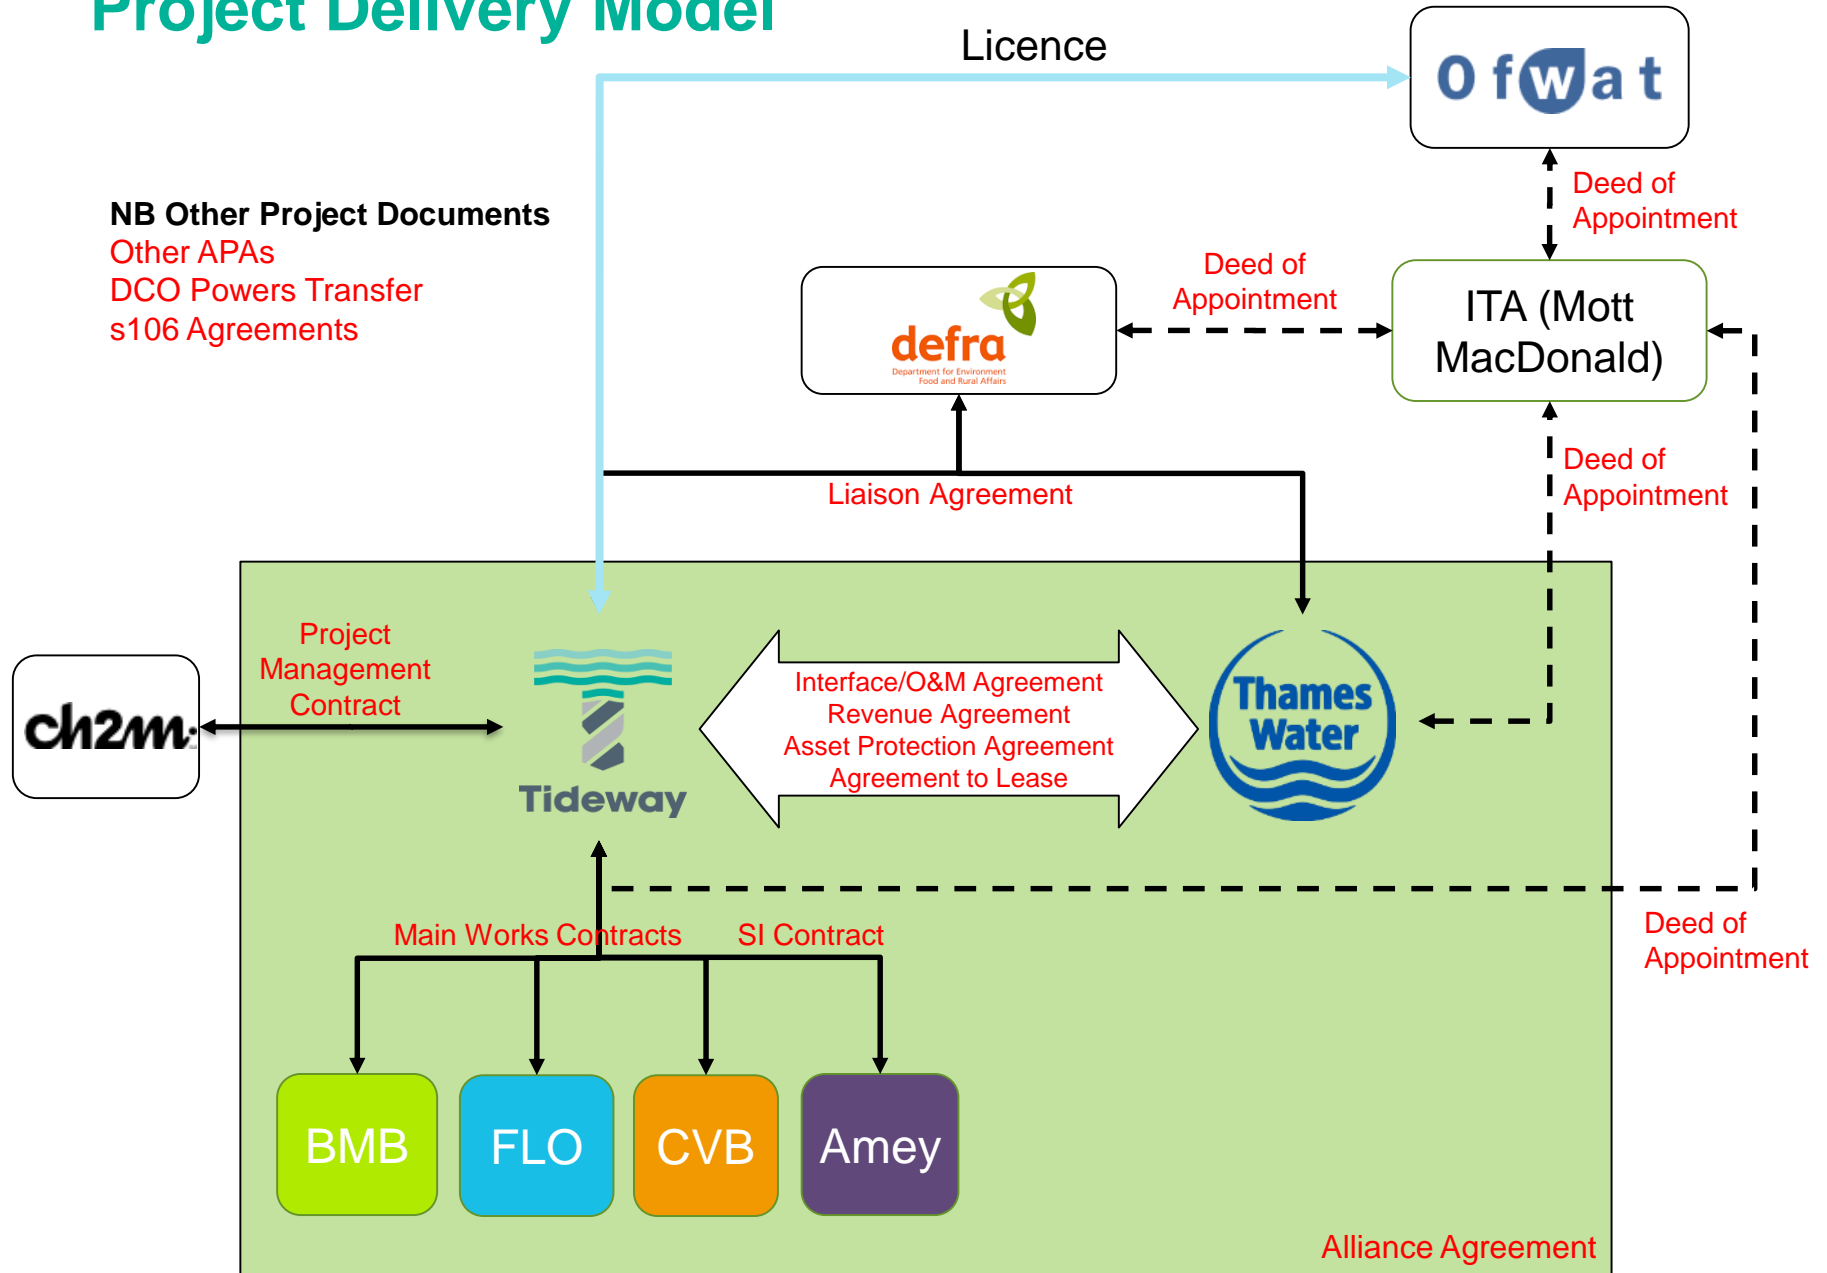 Project Delivery Model
Licence
Ofwat
Deed of
Appointment
NB Other Project Documents
Other APAs
DCO Powers Transfer
s106 Agreements
defra
Department for Environment
Food and Rural Affairs
Deed of
Appointment
ITA (Mott
MacDonald)
Liaison Agreement
Deed of
Appointment
ch2m:
Project
Management
Contract
Tideway
Interface/O&M Agreement
Revenue Agreement
Asset Protection Agreement
Agreement to Lease
Thames
Water
Main Works Contracts
SI Contract
Deed of
Appointment
BMB
FLO
CVB
Amey
Alliance Agreement